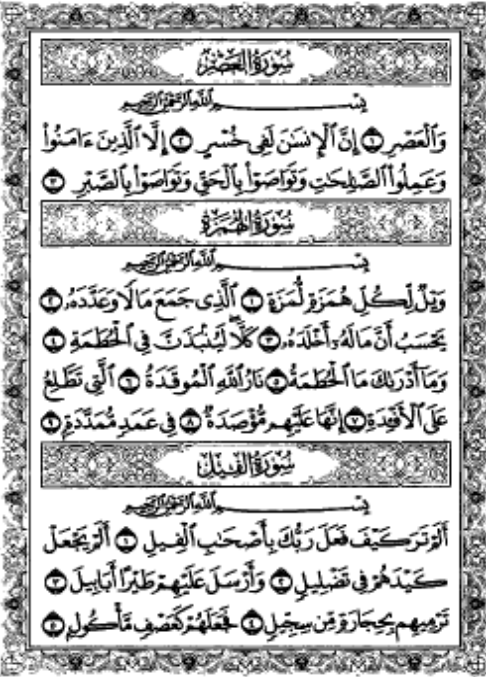 سُورَةُ العَصْرِ
بِسْمِ ٱللَّهِ ٱلرَّحْمَٰنِ ٱلرَّحِيمِ
وَٱلْعَصْرِ ١ إِنَّ ٱلْإِنسَٰنَ لَفِى خُسْرٍ ٢ إِلَّا ٱلَّذِينَ ءَامَنُوا۟
وَعَمِلُوا۟ ٱلصَّٰلِحَٰتِ وَتَوَاصَوْا۟ بِٱلْحَقِّ وَتَوَاصَوْا۟ بِٱلصَّبْرِ ٣
سُورَةُ الهُمَزَةِ
بِسْمِ ٱللَّهِ ٱلرَّحْمَٰنِ ٱلرَّحِيمِ
وَيْلٌ لِّكُلِّ هُمَزَةٍ لُّمَزَةٍ ١ ٱلَّذِى جَمَعَ مَالًا وَعَدَّدَهُۥ ٢
يَحْسَبُ أَنَّ مَالَهُۥٓ أَخْلَدَهُۥ ٣ كَلَّا ۖ لَيُنۢبَذَنَّ فِى ٱلْحُطَمَةِ ٤
وَمَآ أَدْرَىٰكَ مَا ٱلْحُطَمَةُ ٥ نَارُ ٱللَّهِ ٱلْمُوقَدَةُ ٦ ٱلَّتِى تَطَّلِعُ
عَلَى ٱلْأَفْـِٔدَةِ ٧ إِنَّهَا عَلَيْهِم مُّؤْصَدَةٌ ٨ فِى عَمَدٍ مُّمَدَّدَةٍۭ ٩
سُورَةُ الفِيلِ
بِسْمِ ٱللَّهِ ٱلرَّحْمَٰنِ ٱلرَّحِيمِ
أَلَمْ تَرَ كَيْفَ فَعَلَ رَبُّكَ بِأَصْحَٰبِ ٱلْفِيلِ ١ أَلَمْ يَجْعَلْ
كَيْدَهُمْ فِى تَضْلِيلٍ ٢ وَأَرْسَلَ عَلَيْهِمْ طَيْرًا أَبَابِيلَ ٣
تَرْمِيهِم بِحِجَارَةٍ مِّن سِجِّيلٍ ٤ فَجَعَلَهُمْ كَعَصْفٍ مَّأْكُولٍۭ ٥